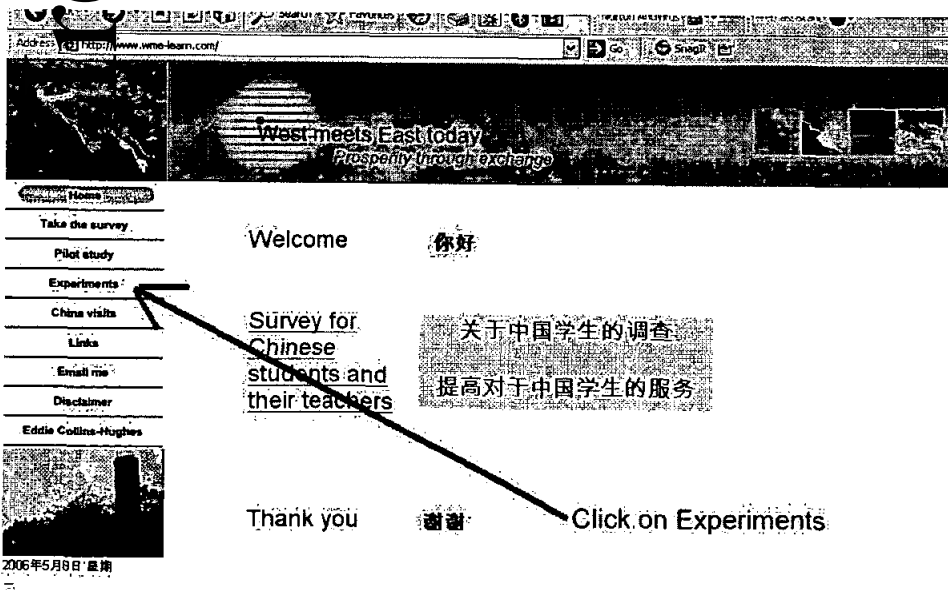 Search Favorites
Address http://www.wme-learn.com/ Go SnagIt
West meets East today
Prosperity through exchange
Home
Take the survey
Pilot study
Experiments
China visits
Links
Email me
Disclaimer
Eddie Collins-Hughes
Welcome 你好
Survey for
Chinese
students and
their teachers
关于中国学生的调查
提高对于中国学生的服务
Thank you 谢谢
Click on Experiments
2006年5月8日 星期